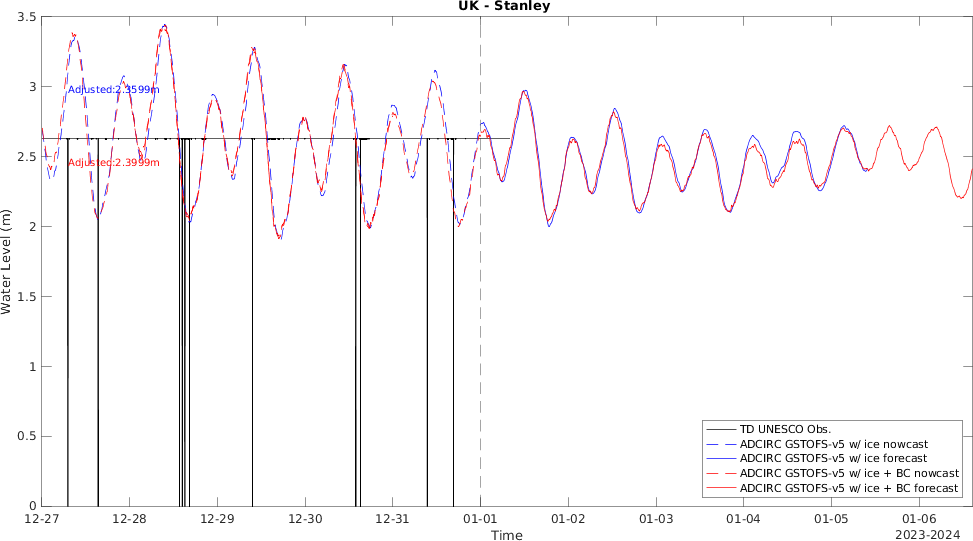 UK - Stanley
3.5
3
2.5
2
1.5
1
0.5
0
Adjusted:2.3599m
Adjusted:2.3999m
Water Level (m)
TD UNESCO Obs.
ADCIRC GSTOFS-v5 w/ ice nowcast
ADCIRC GSTOFS-v5 w/ ice forecast
ADCIRC GSTOFS-v5 w/ ice + BC nowcast
ADCIRC GSTOFS-v5 w/ ice + BC forecast
12-27 12-28 12-29 12-30 12-31 01-01 01-02 01-03 01-04 01-05 01-06
Time
2023-2024